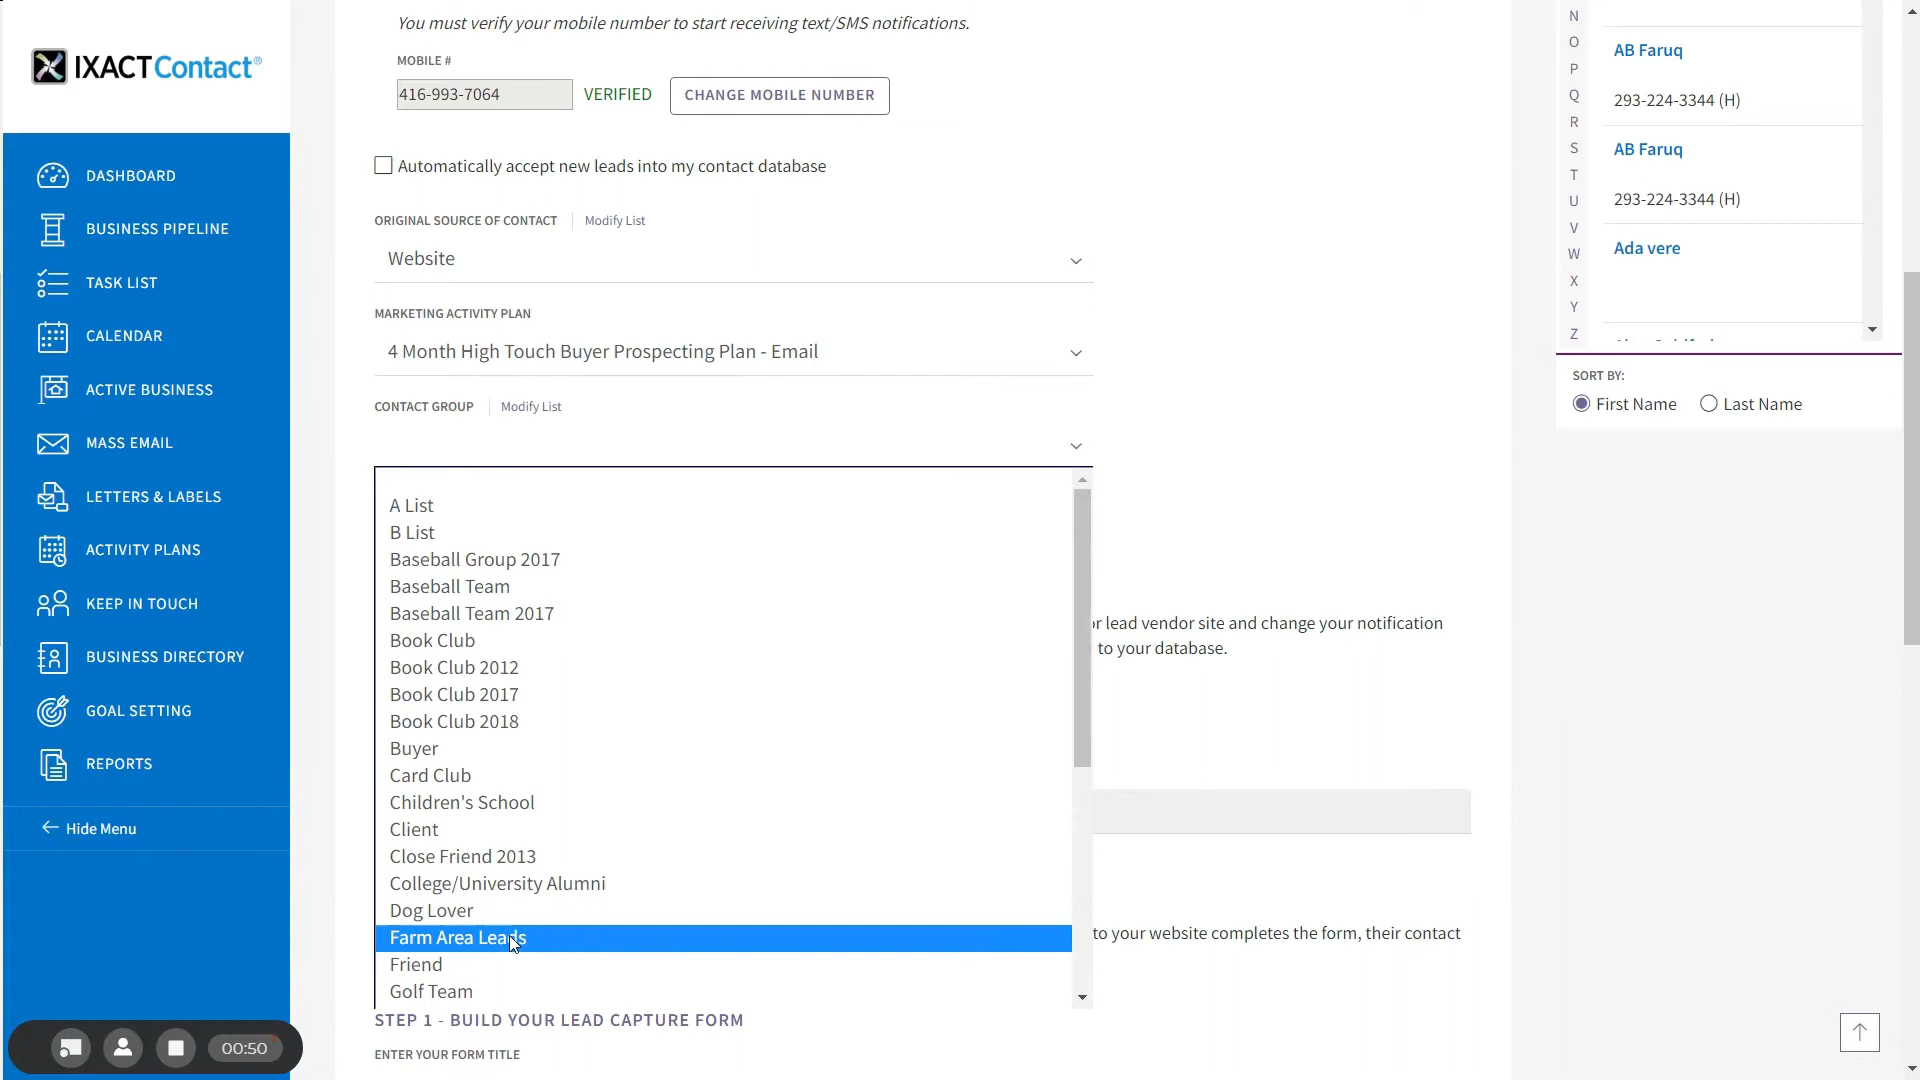 IXACTContact®
DASHBOARD
BUSINESS PIPELINE
TASK LIST
CALENDAR
ACTIVE BUSINESS
MASS EMAIL
LETTERS & LABELS
ACTIVITY PLANS
KEEP IN TOUCH
BUSINESS DIRECTORY
GOAL SETTING
REPORTS
Hide Menu
00:50
You must verify your mobile number to start receiving text/SMS notifications.
MOBILE #
416-993-7064 VERIFIED CHANGE MOBILE NUMBER
Automatically accept new leads into my contact database
ORIGINAL SOURCE OF CONTACT Modify List
Website
MARKETING ACTIVITY PLAN
4 Month High Touch Buyer Prospecting Plan - Email
CONTACT GROUP Modify List
A List
B List
Baseball Group 2017
Baseball Team
Baseball Team 2017
Book Club
Book Club 2012
Book Club 2017
Book Club 2018
Buyer
Card Club
Children's School
Client
Close Friend 2013
College/University Alumni
Dog Lover
Farm Area Leads
Friend
Golf Team
or lead vendor site and change your notification
to your database.
to your website completes the form, their contact
STEP 1 - BUILD YOUR LEAD CAPTURE FORM
ENTER YOUR FORM TITLE
N
O
P
Q
R
S
T
U
V
W
X
Y
Z
AB Faruq
293-224-3344 (H)
AB Faruq
293-224-3344 (H)
Ada vere
SORT BY:
First Name Last Name